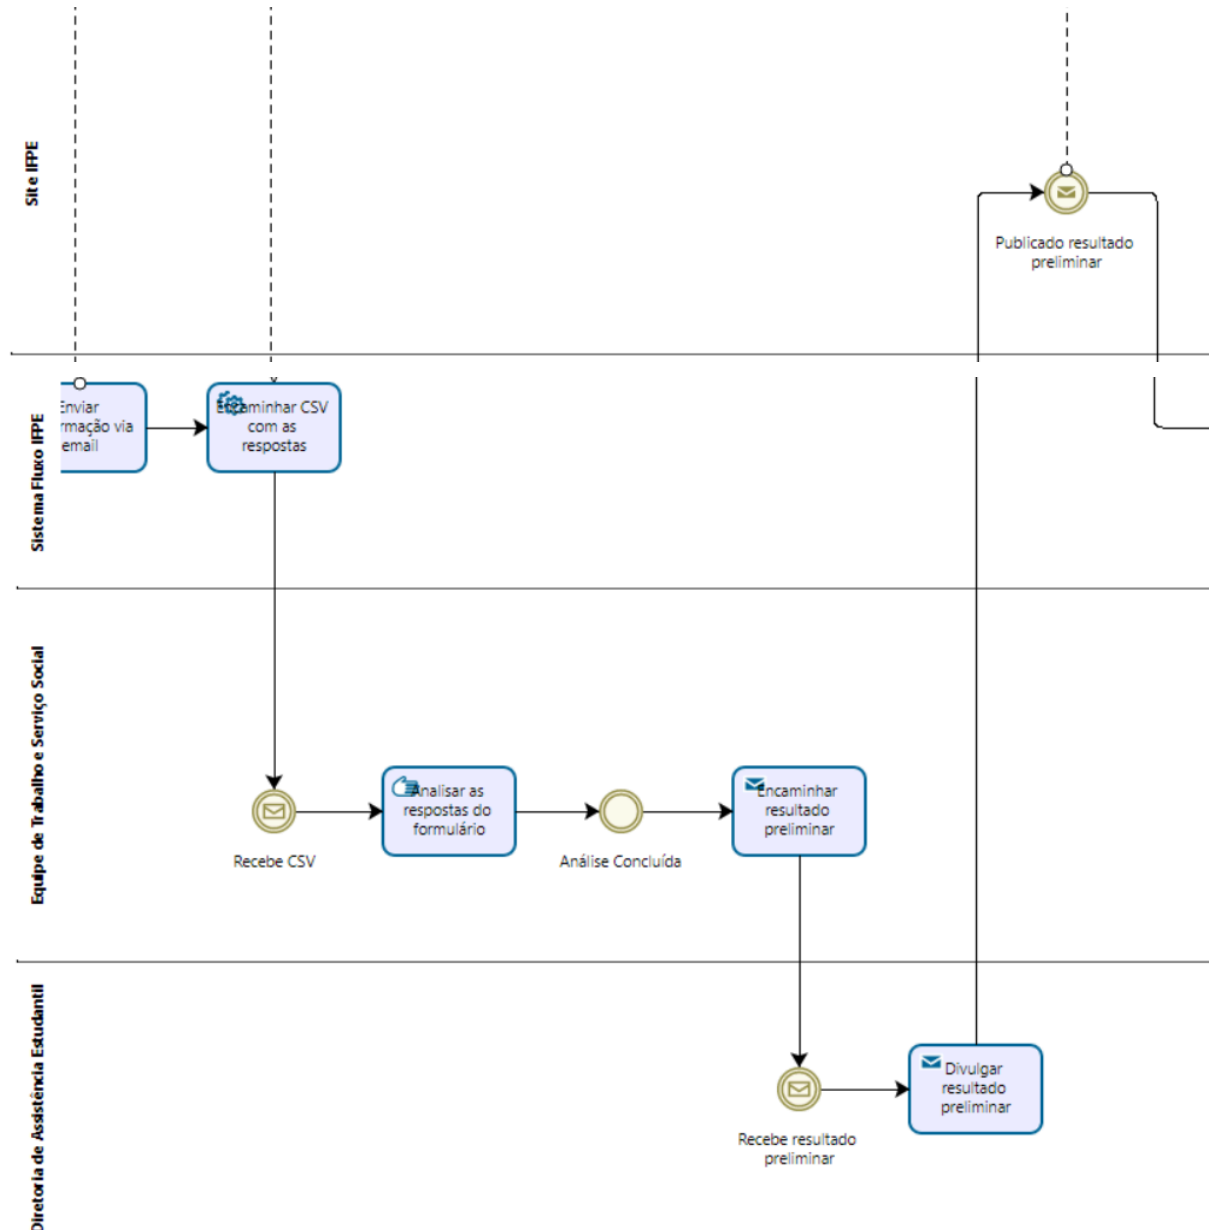 Site IFPE
Publicado resultado
preliminar
Sistema Fluxo IFPE
Enviar
rmação via
email
Encaminhar CSV
com as
respostas
Equipe de Trabalho e Serviço Social
Recebe CSV
Analisar as
respostas do
formulário
Análise Concluída
Encaminhar
resultado
preliminar
Diretoria de Assistência Estudantil
Recebe resultado
preliminar
Divulgar
resultado
preliminar